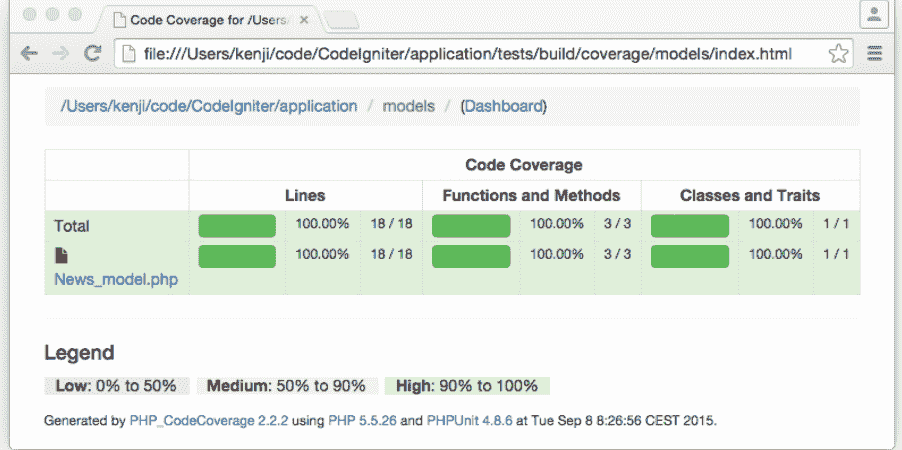 Code Coverage for /Users/
file:///Users/kenji/code/CodeIgniter/application/tests/build/coverage/models/index.html
/Users/kenji/code/CodeIgniter/application / models / (Dashboard)
Code Coverage
Lines Functions and Methods Classes and Traits
Total 100.00% 18 / 18 100.00% 3 / 3 100.00% 1 / 1
100.00% 18 / 18 100.00% 3 / 3 100.00% 1 / 1
News_model.php
Legend
Low: 0% to 50% Medium: 50% to 90% High: 90% to 100%
Generated by PHP_CodeCoverage 2.2.2 using PHP 5.5.26 and PHPUnit 4.8.6 at Tue Sep 8 8:26:56 CEST 2015.